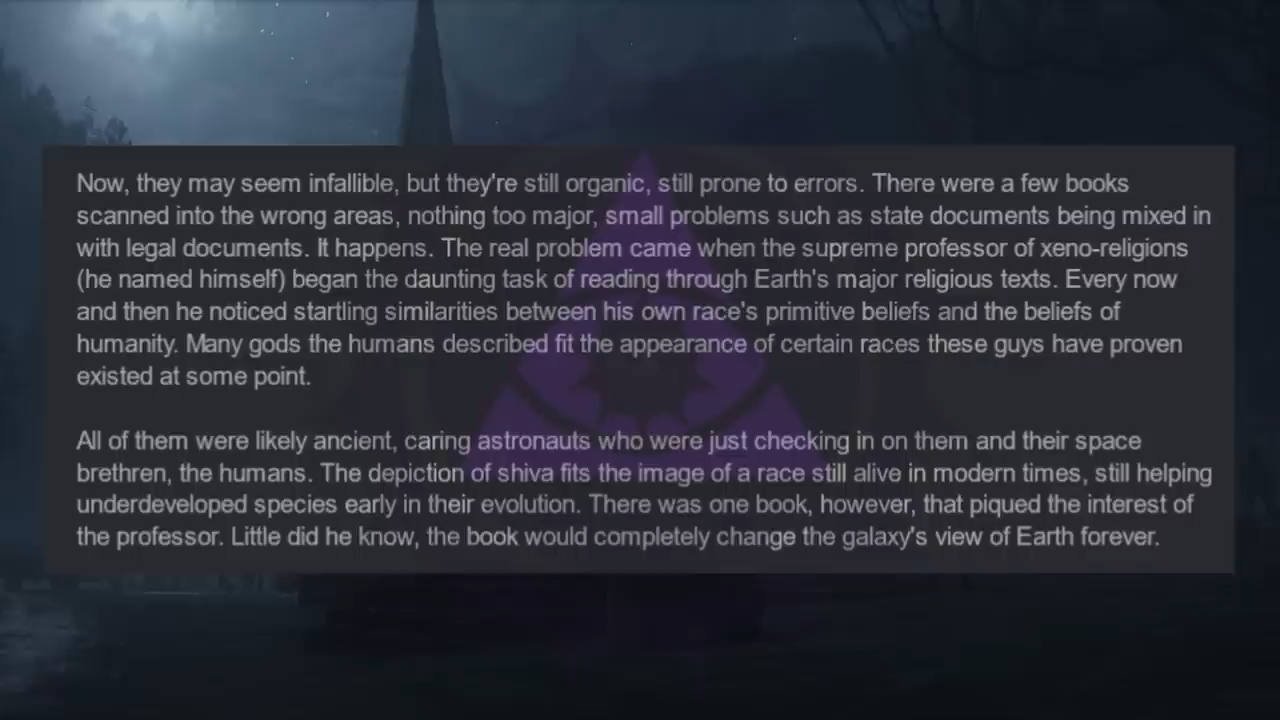 Now, they may seem infallible, but they're still organic, still prone to errors. There were a few books
scanned into the wrong areas, nothing too major, small problems such as state documents being mixed in
with legal documents. It happens. The real problem came when the supreme professor of xeno-religions
(he named himself) began the daunting task of reading through Earth's major religious texts. Every now
and then he noticed startling similarities between his own race's primitive beliefs and the beliefs of
humanity. Many gods the humans described fit the appearance of certain races these guys have proven
existed at some point.
All of them were likely ancient, caring astronauts who were just checking in on them and their space
brethren, the humans. The depiction of shiva fits the image of a race still alive in modern times, still helping
underdeveloped species early in their evolution. There was one book, however, that piqued the interest of
the professor. Little did he know, the book would completely change the galaxy's view of Earth forever.